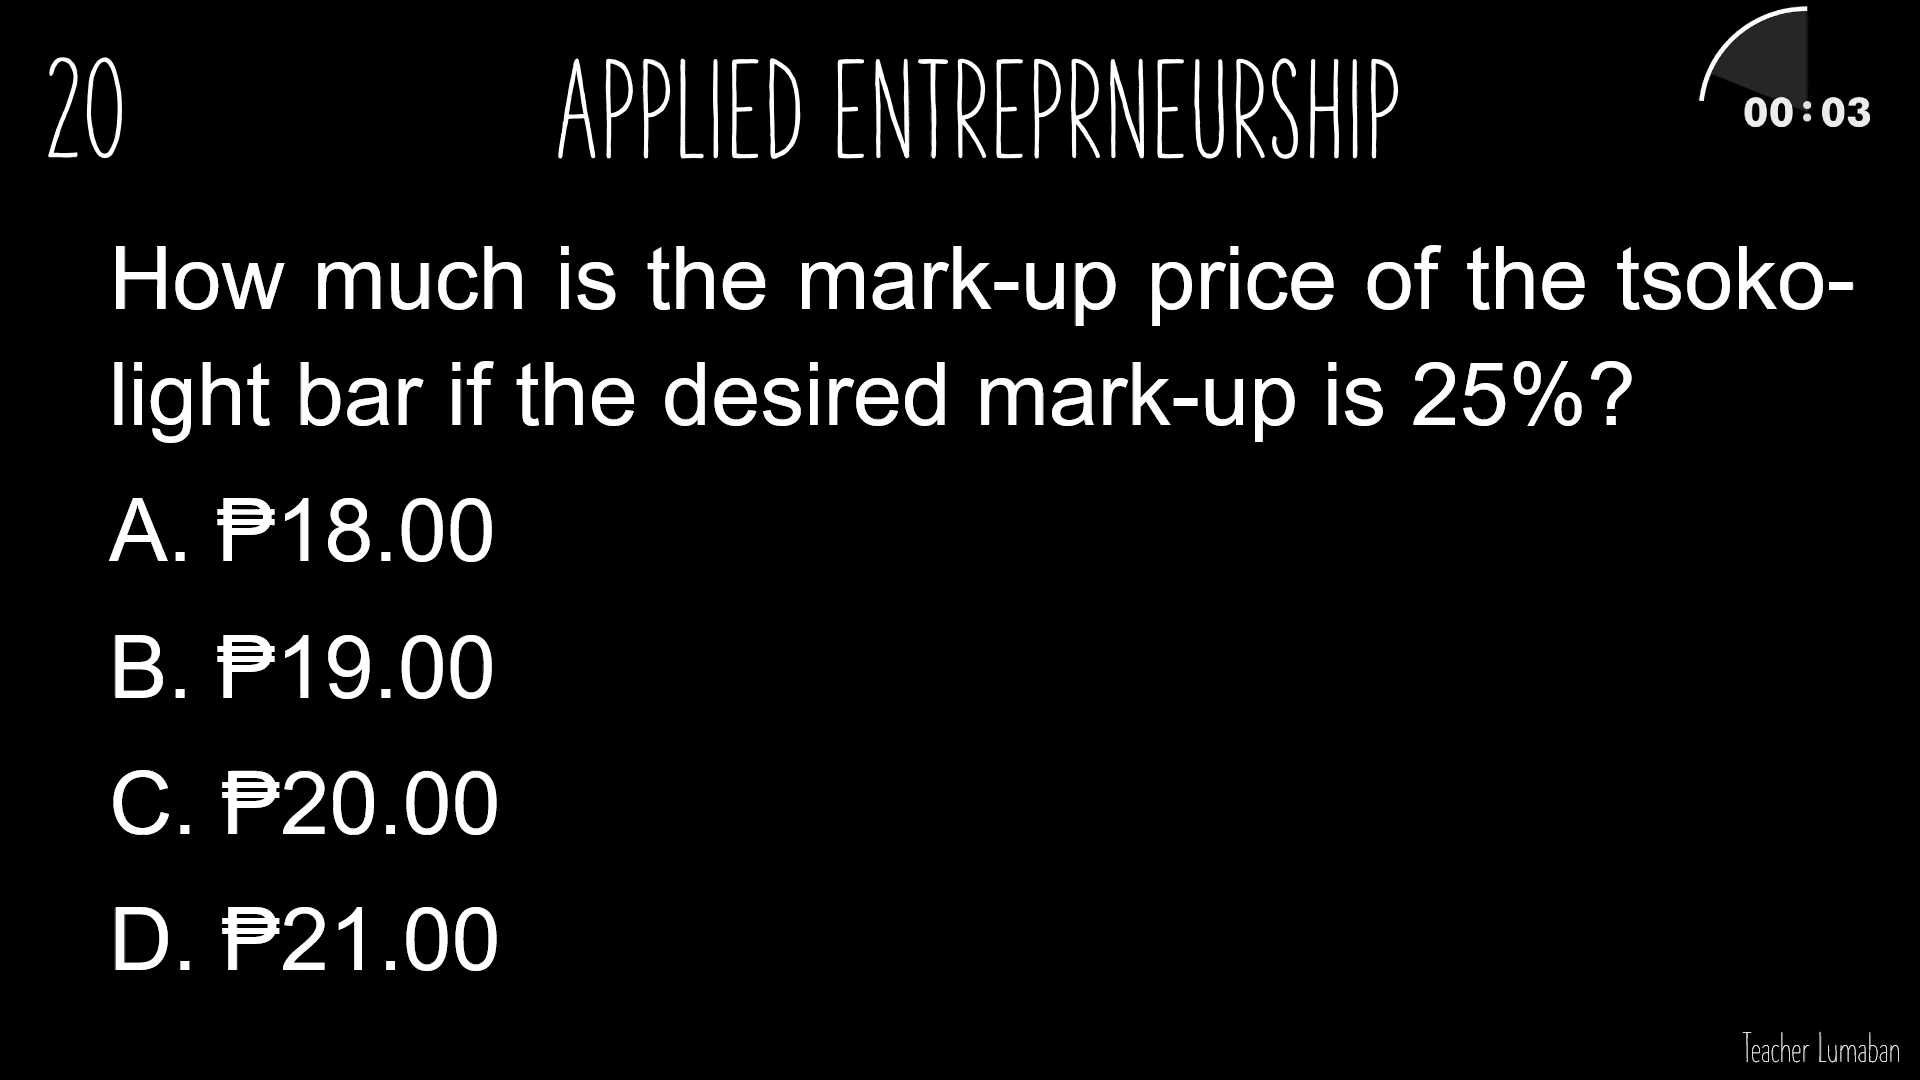 20
APPLIED ENTREPRNEURSHIP
00:03
How much is the mark-up price of the tsoko-
light bar if the desired mark-up is 25%?
A. ₱18.00
B. ₱19.00
C. ₱20.00
D. ₱21.00
Teacher Lumaban